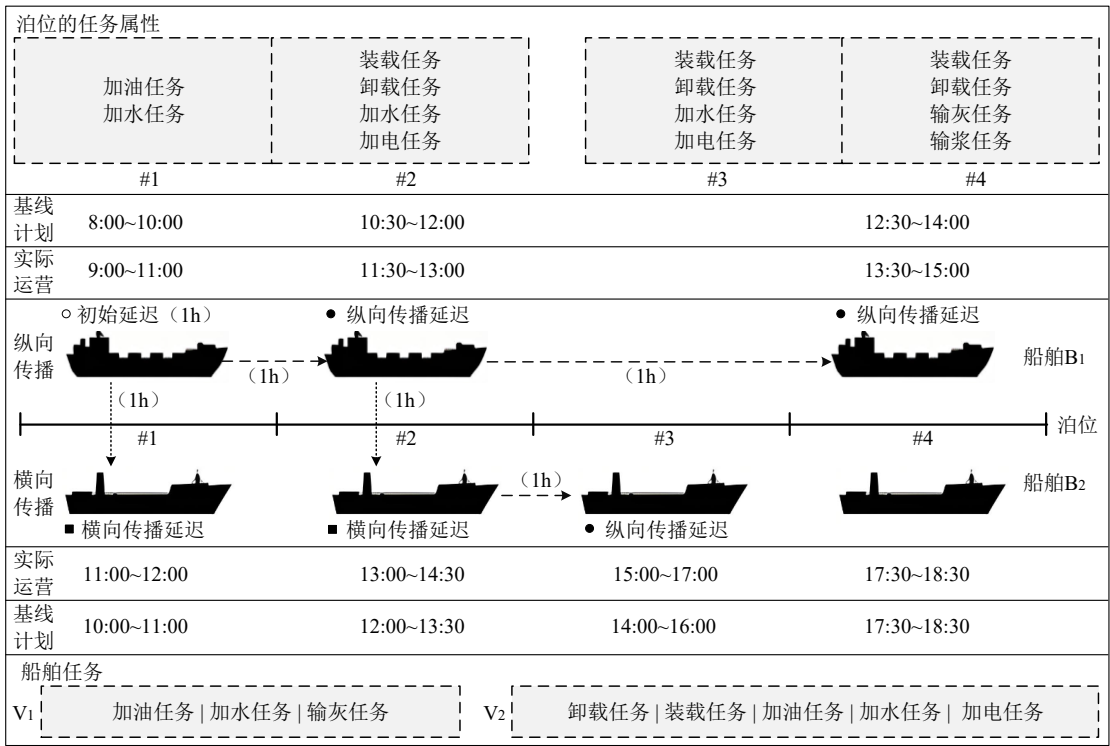 泊位的任务属性
加油任务
加水任务
装载任务
卸载任务
加水任务
加电任务
装载任务
卸载任务
加水任务
加电任务
装载任务
卸载任务
输灰任务
输浆任务
#1 #2 #3 #4
基线计划 8:00~10:00 10:30~12:00 12:30~14:00
实际运营 9:00~11:00 11:30~13:00 13:30~15:00
○ 初始延迟（1h） ● 纵向传播延迟 ● 纵向传播延迟
纵向传播 （1h） （1h） 船舶B1
（1h） （1h）
#1 #2 #3 #4 泊位
横向传播 （1h） 船舶B2
■ 横向传播延迟 ■ 横向传播延迟 ● 纵向传播延迟
实际运营 11:00~12:00 13:00~14:30 15:00~17:00 17:30~18:30
基线计划 10:00~11:00 12:00~13:30 14:00~16:00 17:30~18:30
船舶任务
V1 加油任务 | 加水任务 | 输灰任务 V2 卸载任务 | 装载任务 | 加油任务 | 加水任务 | 加电任务